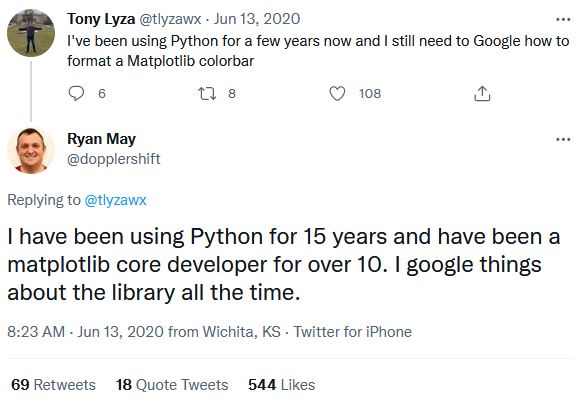 Tony Lyza @tlyzawx · Jun 13, 2020
I've been using Python for a few years now and I still need to Google how to
format a Matplotlib colorbar
6 8 108
Ryan May
@dopplershift
Replying to @tlyzawx
I have been using Python for 15 years and have been a
matplotlib core developer for over 10. I google things
about the library all the time.
8:23 AM · Jun 13, 2020 from Wichita, KS · Twitter for iPhone
69 Retweets 18 Quote Tweets 544 Likes